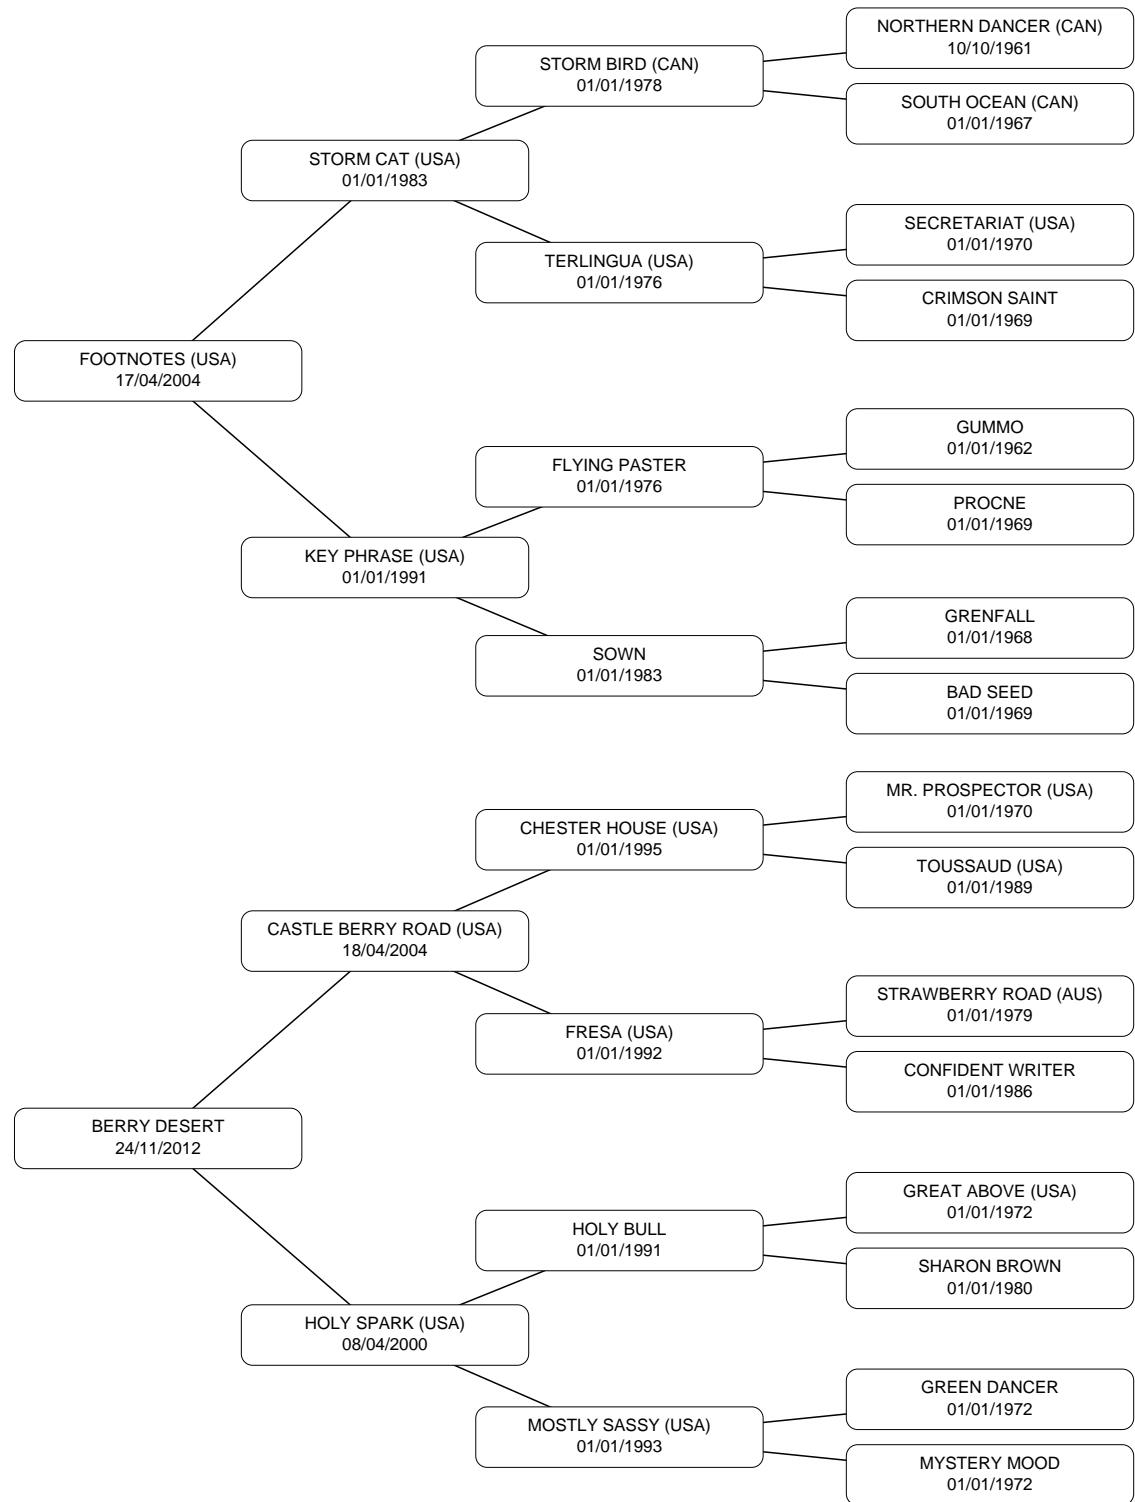 NORTHERN DANCER (CAN)
10/10/1961
STORM BIRD (CAN)
01/01/1978
SOUTH OCEAN (CAN)
01/01/1967
STORM CAT (USA)
01/01/1983
SECRETARIAT (USA)
01/01/1970
TERLINGUA (USA)
01/01/1976
CRIMSON SAINT
01/01/1969
FOOTNOTES (USA)
17/04/2004
GUMMO
01/01/1962
FLYING PASTER
01/01/1976
PROCNE
01/01/1969
KEY PHRASE (USA)
01/01/1991
GRENFALL
01/01/1968
SOWN
01/01/1983
BAD SEED
01/01/1969
MR. PROSPECTOR (USA)
01/01/1970
CHESTER HOUSE (USA)
01/01/1995
TOUSSAUD (USA)
01/01/1989
CASTLE BERRY ROAD (USA)
18/04/2004
STRAWBERRY ROAD (AUS)
01/01/1979
FRESA (USA)
01/01/1992
CONFIDENT WRITER
01/01/1986
BERRY DESERT
24/11/2012
GREAT ABOVE (USA)
01/01/1972
HOLY BULL
01/01/1991
SHARON BROWN
01/01/1980
HOLY SPARK (USA)
08/04/2000
GREEN DANCER
01/01/1972
MOSTLY SASSY (USA)
01/01/1993
MYSTERY MOOD
01/01/1972